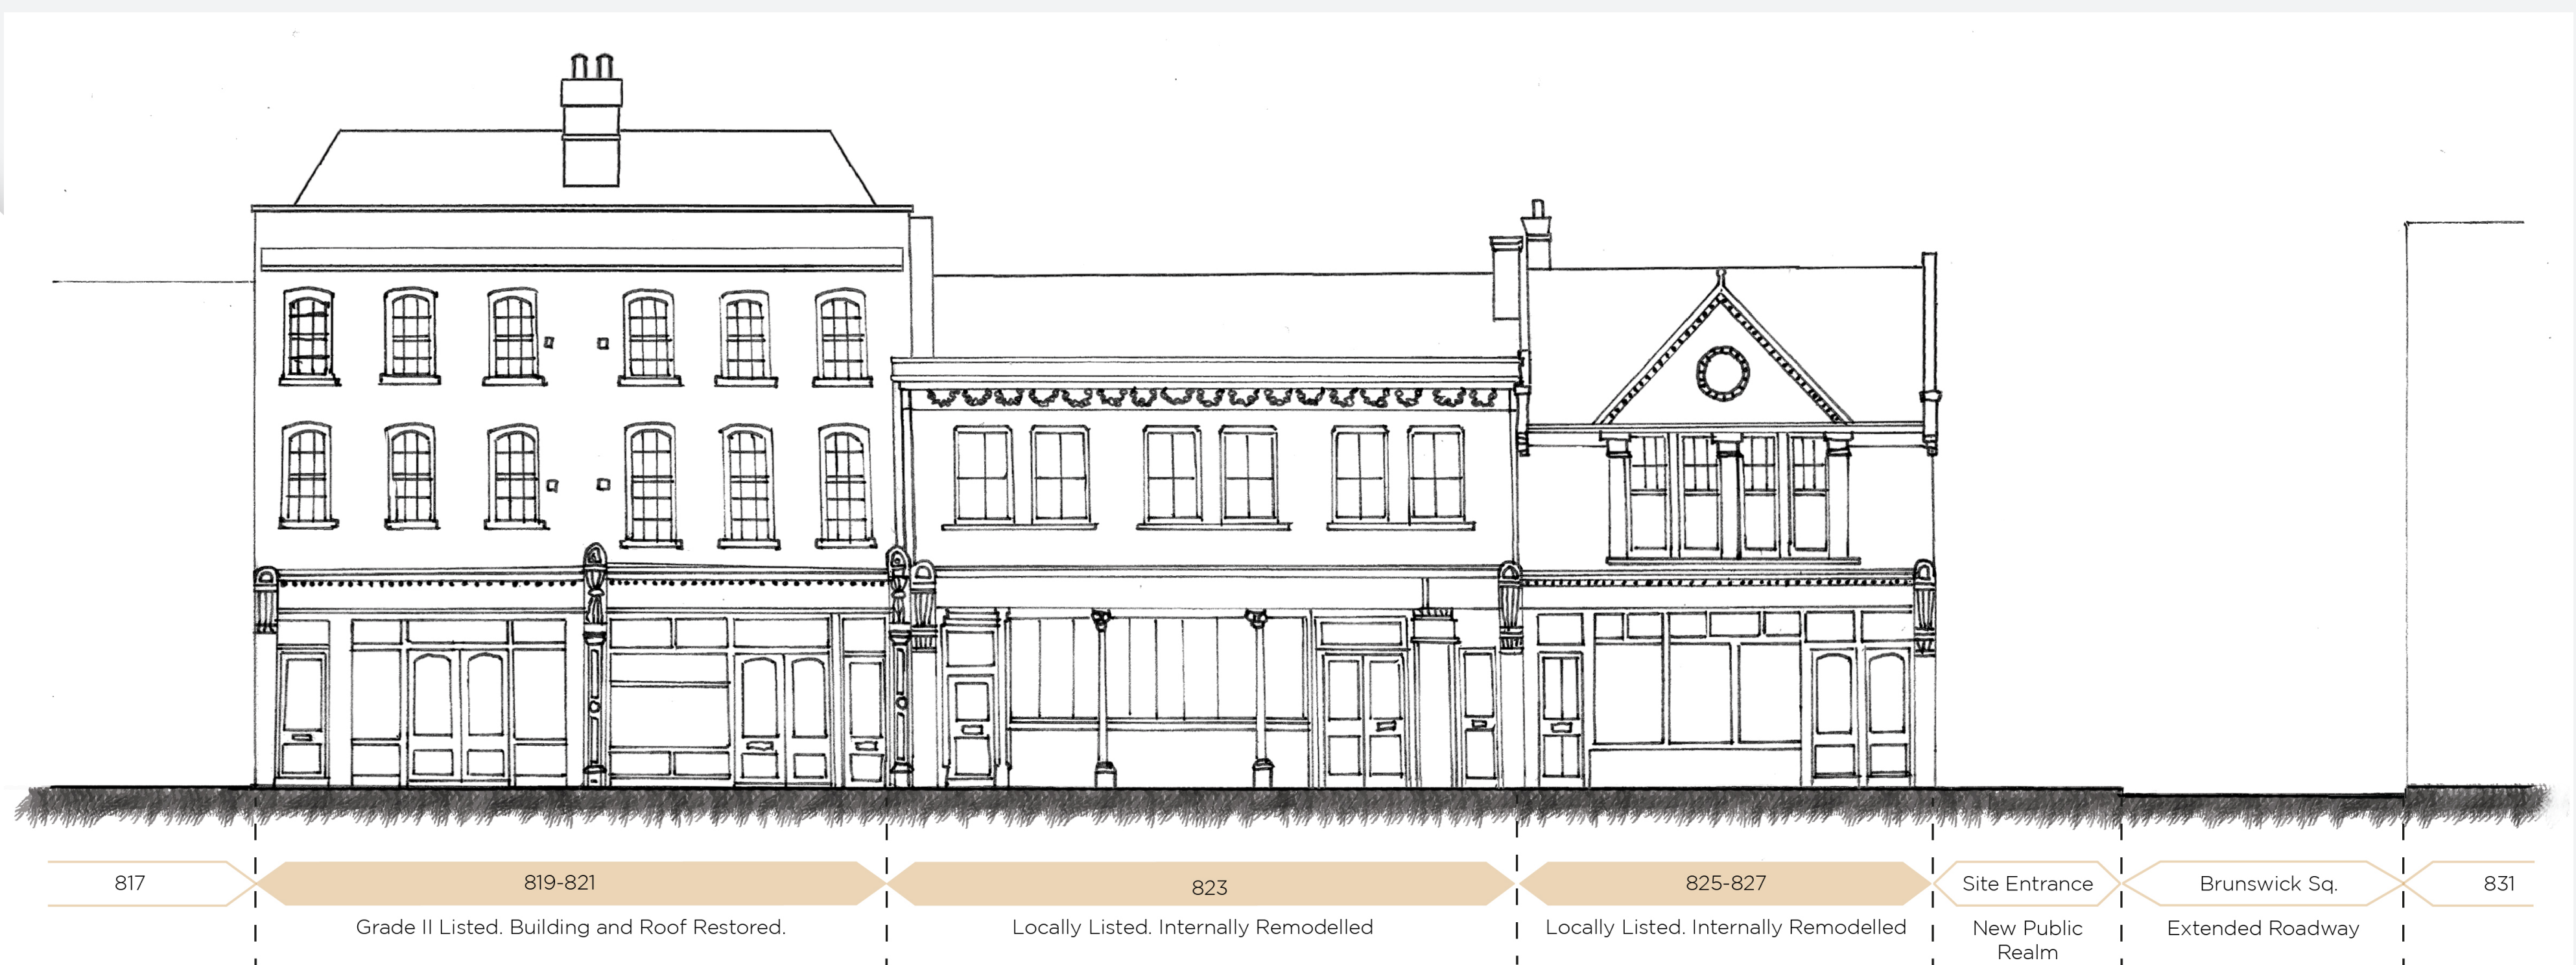 817
819-821
823
825-827
Site Entrance
Brunswick Sq.
831
Grade II Listed. Building and Roof Restored.
Locally Listed. Internally Remodelled
Locally Listed. Internally Remodelled
New Public
Realm
Extended Roadway